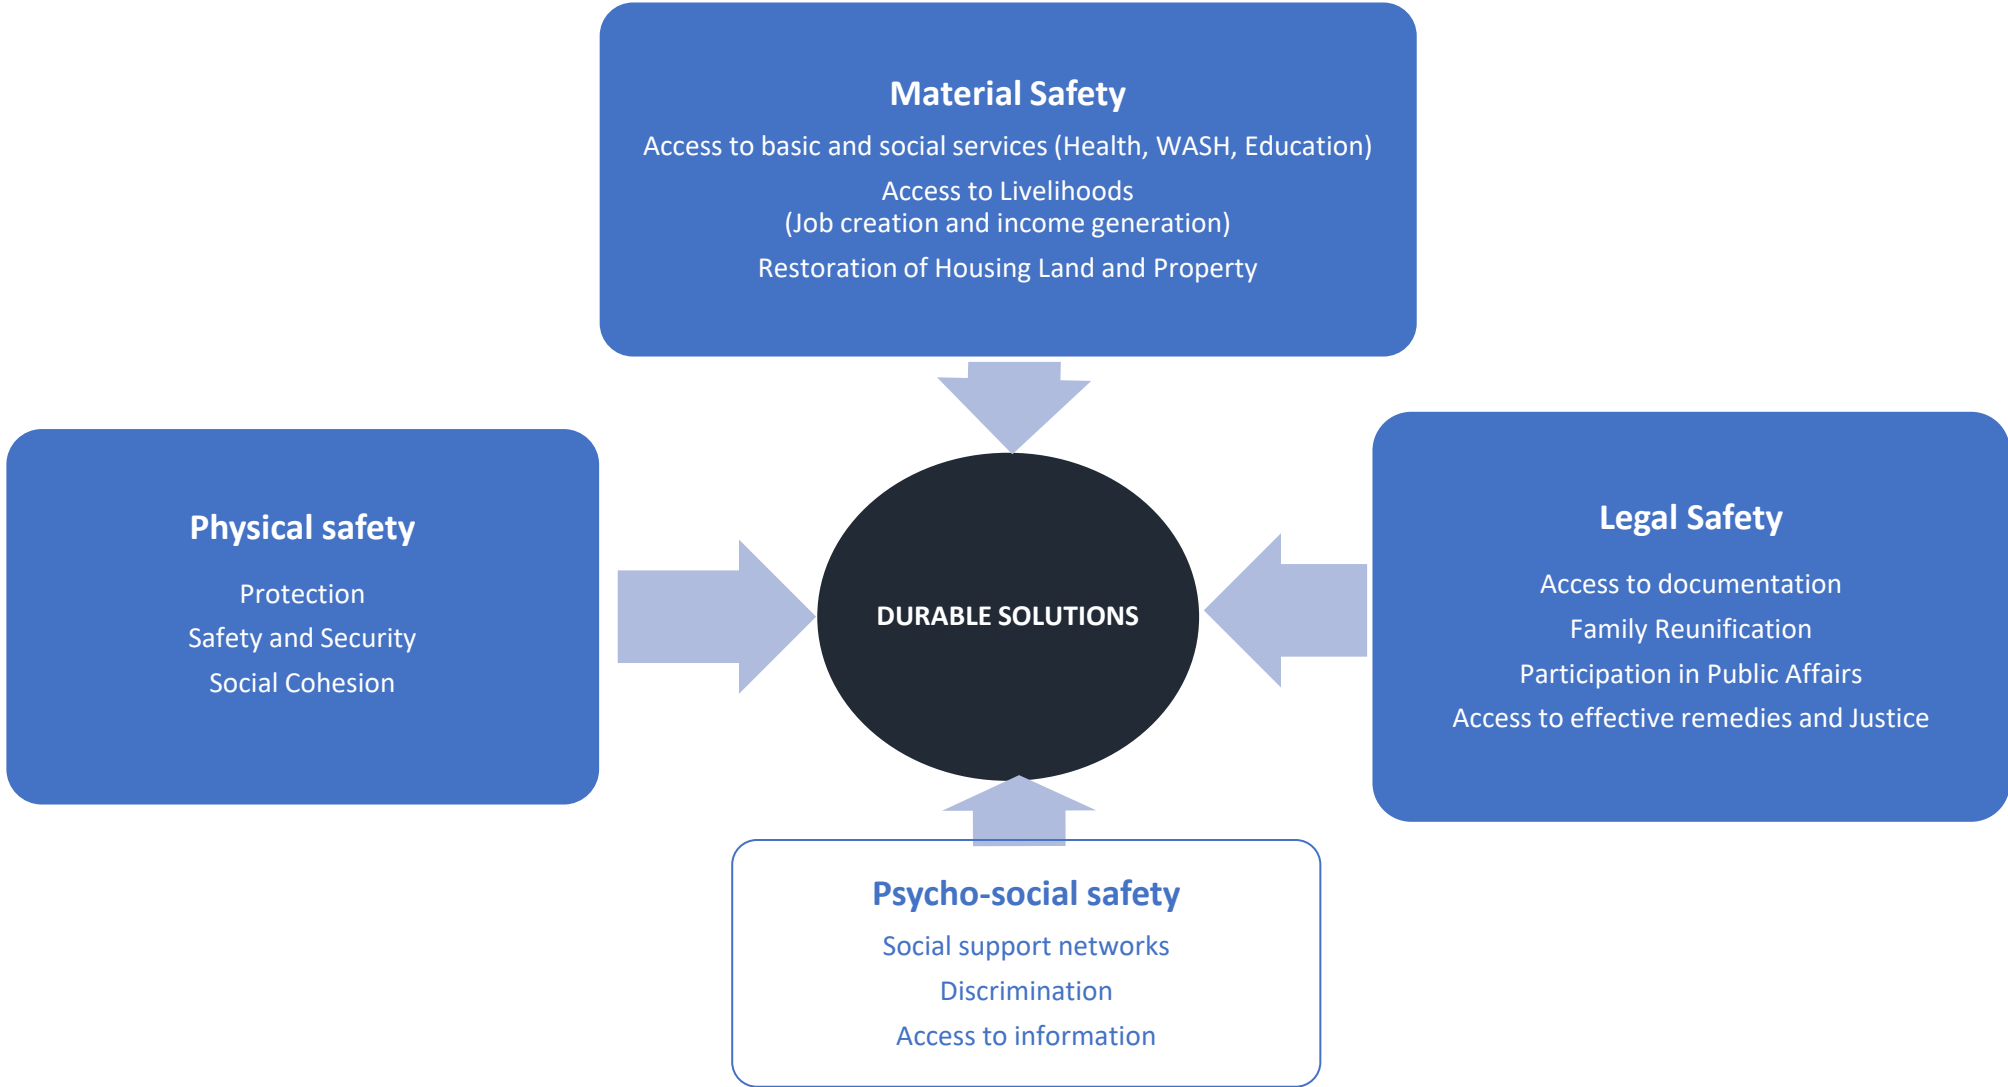 Material Safety
Access to basic and social services (Health, WASH, Education)
Access to Livelihoods
(Job creation and income generation)
Restoration of Housing Land and Property
Physical safety
Protection
Safety and Security
Social Cohesion
DURABLE SOLUTIONS
Legal Safety
Access to documentation
Family Reunification
Participation in Public Affairs
Access to effective remedies and Justice
Psycho-social safety
Social support networks
Discrimination
Access to information